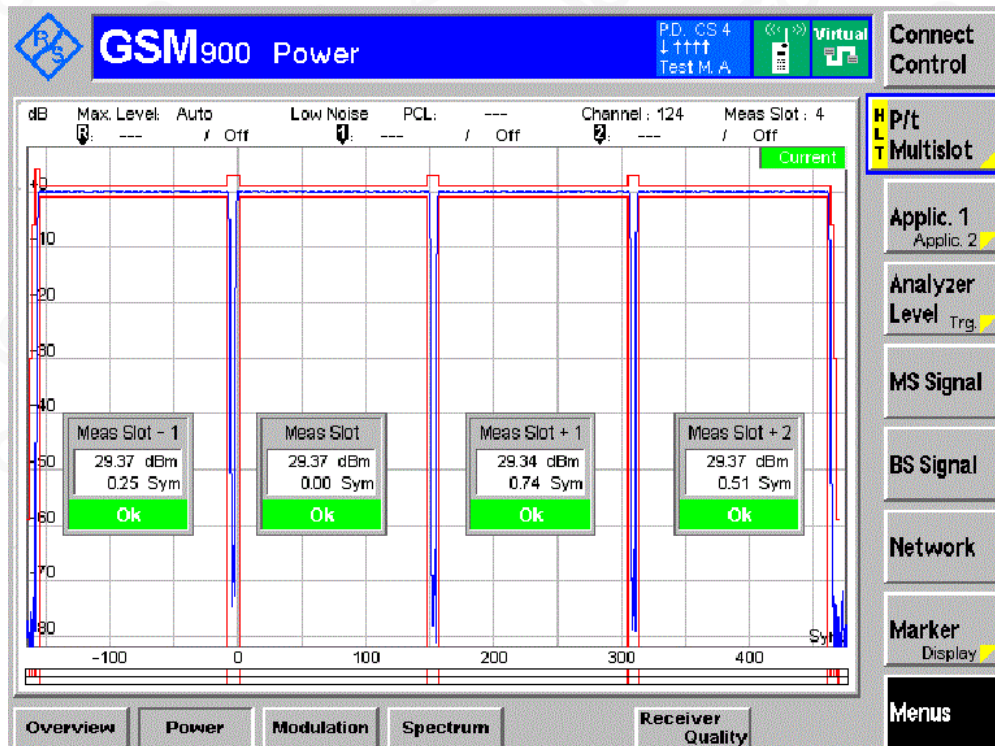 R S
GSM900 Power
P.D. CS 4
↓ ↑↑↑↑
Test M. A.
Virtual
Connect Control
dB Max. Level: Auto Low Noise PCL: --- Channel : 124 Meas Slot : 4
R: --- / Off 1: --- / Off 2: --- / Off
Current
HLT
P/t Multislot
Applic. 1
Applic. 2
Analyzer Level Trg.
MS Signal
BS Signal
Network
Marker
Display
Menus
+0
-10
-20
-30
-40
-50
-60
-70
-80
Meas Slot - 1
29.37 dBm
0.25 Sym
Ok
Meas Slot
29.37 dBm
0.00 Sym
Ok
Meas Slot + 1
29.34 dBm
0.74 Sym
Ok
Meas Slot + 2
29.37 dBm
0.51 Sym
Ok
-100 0 100 200 300 400
Overview Power Modulation Spectrum Receiver Quality